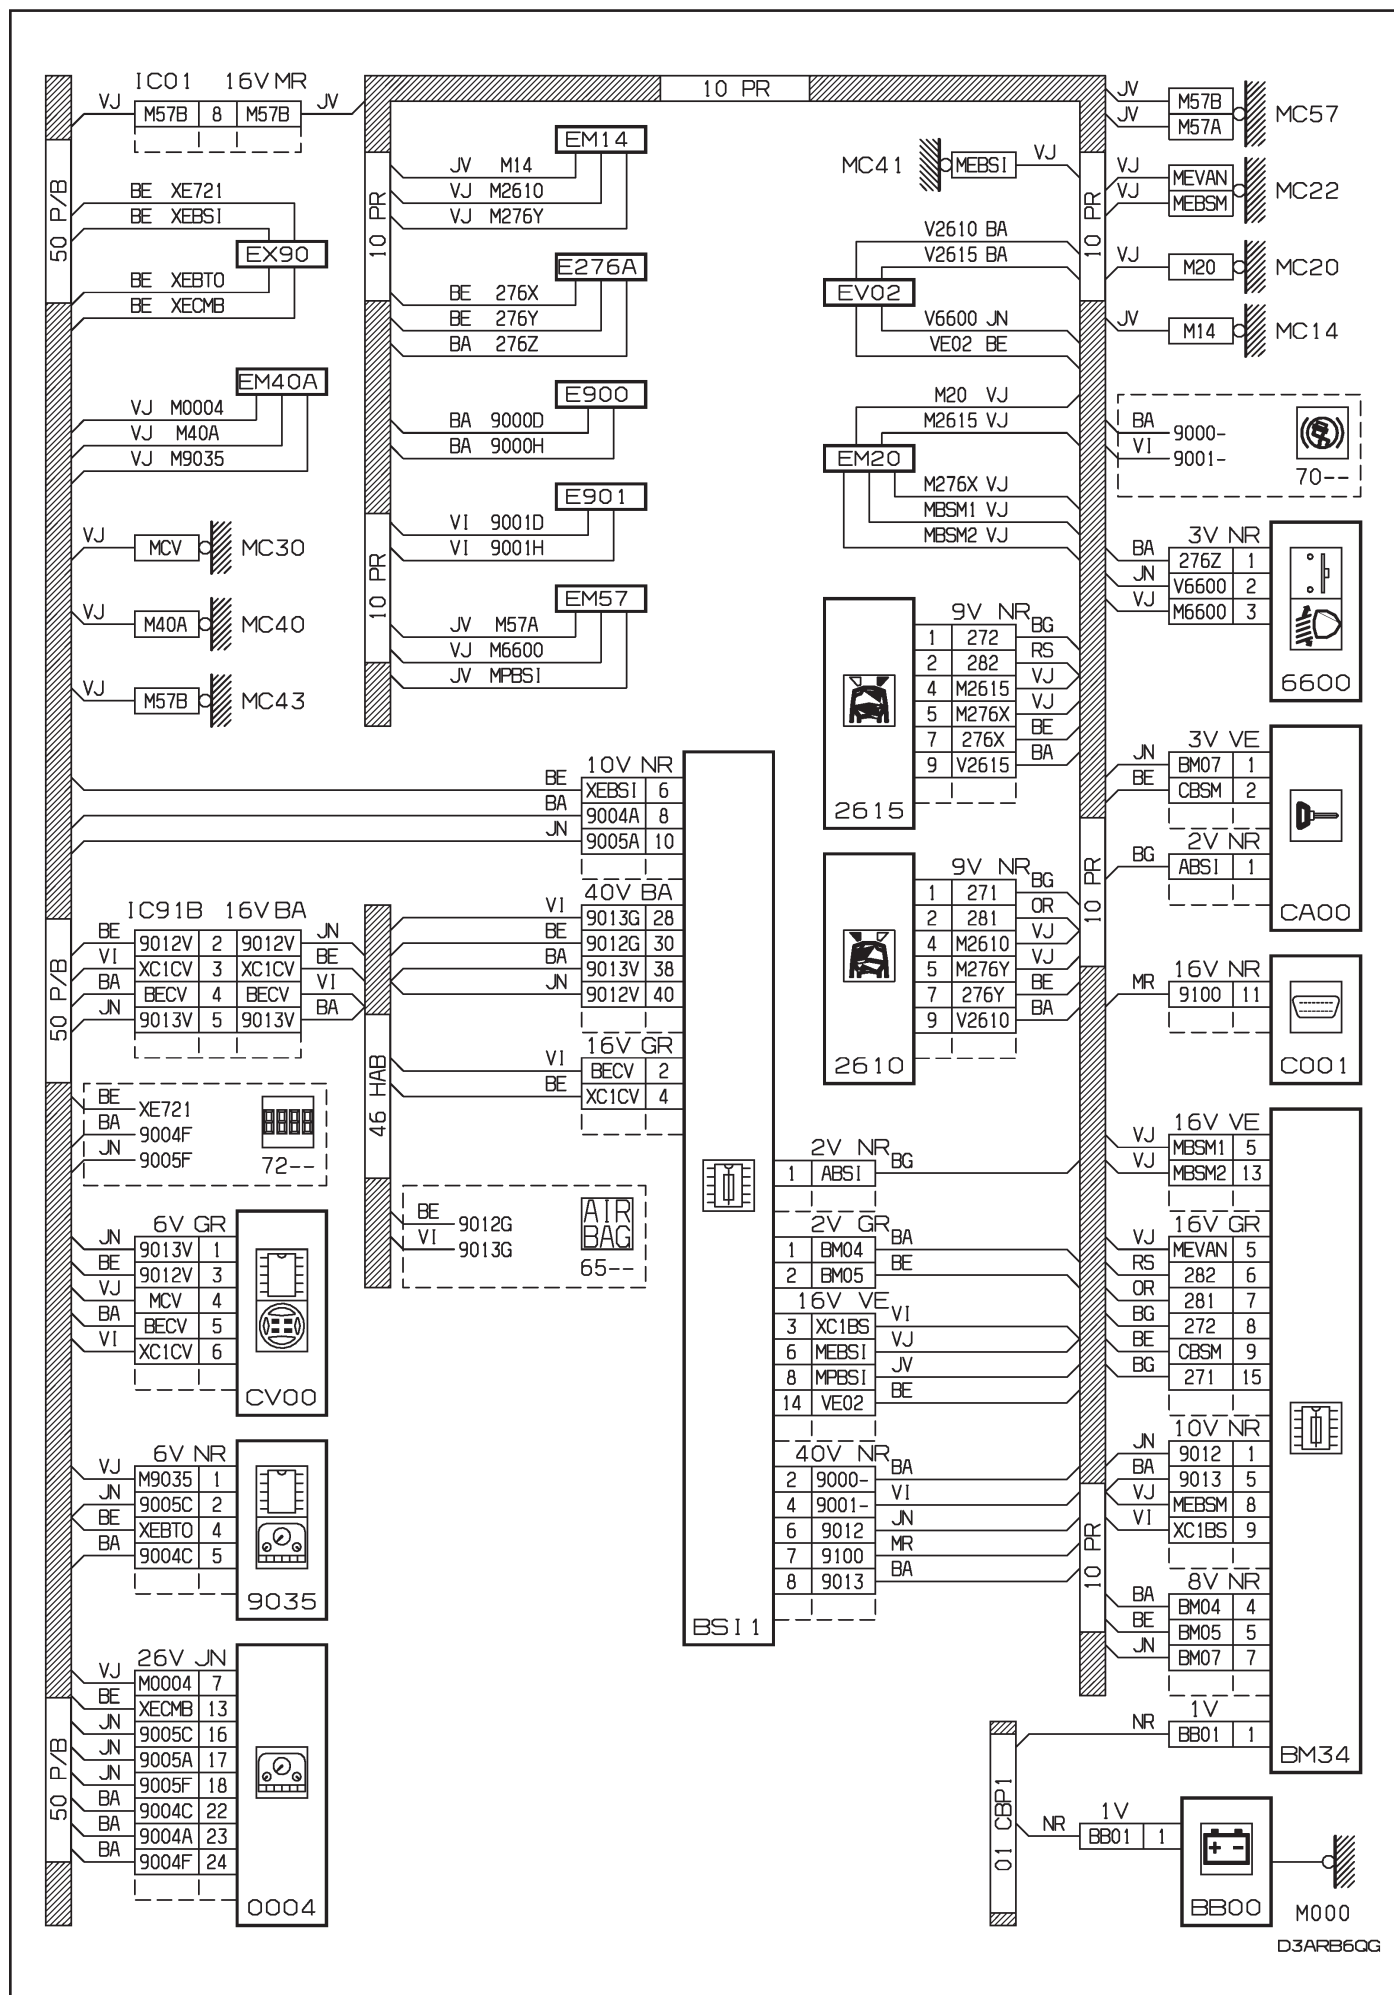 IC01 16V MR
VJ M57B 8 M57B JV
50 P/B
BE XE721
BE XEBSI
EX90
BE XEBTO
BE XECMB
EM40A
VJ M0004
VJ M40A
VJ M9035
VJ MCV MC30
VJ M40A MC40
VJ M57B MC43
10 PR
10 PR
EM14
JV M14
VJ M2610
VJ M276Y
E276A
BE 276X
BE 276Y
BA 276Z
E900
BA 9000D
BA 9000H
E901
VI 9001D
VI 9001H
10 PR
EM57
JV M57A
VJ M6600
JV MPBSI
MC41 MEBSI VJ
10 PR
V2610 BA
V2615 BA
EV02
V6600 JN
VE02 BE
M20 VJ
M2615 VJ
EM20
M276X VJ
MBSM1 VJ
MBSM2 VJ
JV M57B
JV M57A
MC57
VJ MEVAN
VJ MEBSM
MC22
VJ M20 MC20
JV M14 MC14
BA 9000-
VI 9001-
70--
3V NR
BA 276Z 1
JN V6600 2
VJ M6600 3
6600
9V NR
1 272 BG
2 282 RS
4 M2615 VJ
5 M276X VJ
7 276X BE
9 V2615 BA
2615
3V VE
JN BM07 1
BE CBSM 2
2V NR
BG ABSI 1
CA00
10 PR
9V NR
1 271 BG
2 281 OR
4 M2610 VJ
5 M276Y VJ
7 276Y BE
9 V2610 BA
2610
16V NR
MR 9100 11
C001
10V NR
BE XEBSI 6
BA 9004A 8
JN 9005A 10
40V BA
VI 9013G 28
BE 9012G 30
BA 9013V 38
JN 9012V 40
16V GR
VI BECV 2
BE XC1CV 4
50 P/B
IC91B 16V BA
BE 9012V 2 9012V JN
VI XC1CV 3 XC1CV BE
BA BECV 4 BECV VI
JN 9013V 5 9013V BA
46 HAB
BE XE721
BA 9004F
JN 9005F
72--
BE 9012G
VI 9013G
AIR
BAG
65--
6V GR
JN 9013V 1
BE 9012V 3
VJ MCV 4
BA BECV 5
VI XC1CV 6
CV00
6V NR
VJ M9035 1
JN 9005C 2
BE XEBTO 4
BA 9004C 5
9035
50 P/B
26V JN
VJ M0004 7
BE XECMB 13
JN 9005C 16
JN 9005A 17
JN 9005F 18
BA 9004C 22
BA 9004A 23
BA 9004F 24
0004
2V NR
1 ABSI BG
2V GR
1 BM04 BA
2 BM05 BE
16V VE
3 XC1BS VI
6 MEBSI VJ
8 MPBSI JV
14 VE02 BE
40V NR
2 9000- BA
4 9001- VI
6 9012 JN
7 9100 MR
8 9013 BA
BSI1
10 PR
16V VE
VJ MBSM1 5
VJ MBSM2 13
16V GR
VJ MEVAN 5
RS 282 6
OR 281 7
BG 272 8
BE CBSM 9
BG 271 15
10V NR
JN 9012 1
BA 9013 5
VJ MEBSM 8
VI XC1BS 9
8V NR
BA BM04 4
BE BM05 5
JN BM07 7
1V
NR BB01 1
BM34
01 CBP1
1V
NR BB01 1
+ -
BB00
M000
D3ARB6QG